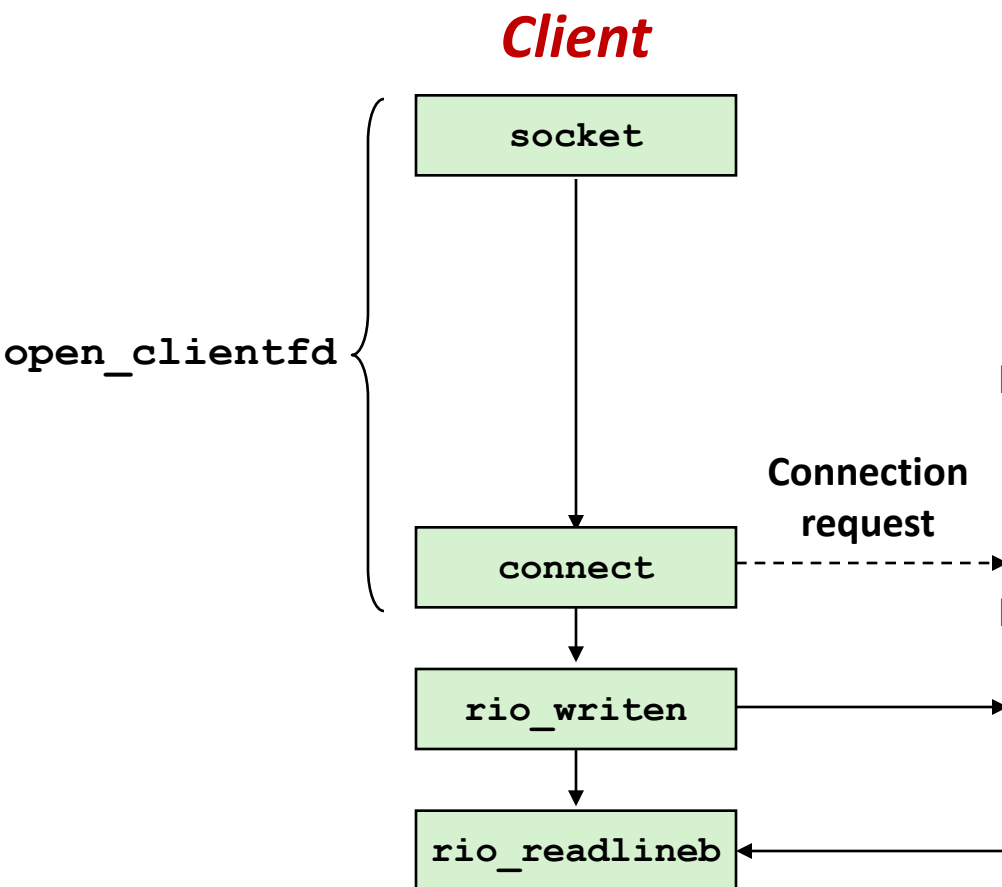 Client
socket
open_clientfd
Connection
request
connect
rio_writen
rio_readlineb